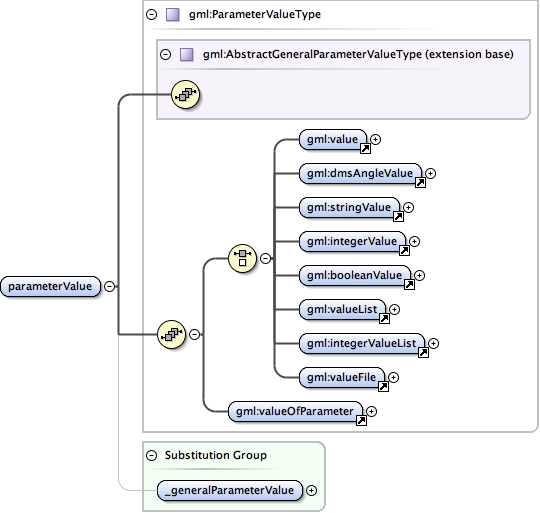 gml:ParameterValueType
gml:AbstractGeneralParameterValueType (extension base)
gml:value
gml:dmsAngleValue
gml:stringValue
gml:integerValue
gml:booleanValue
gml:valueList
gml:integerValueList
gml:valueFile
gml:valueOfParameter
parameterValue
Substitution Group
_generalParameterValue